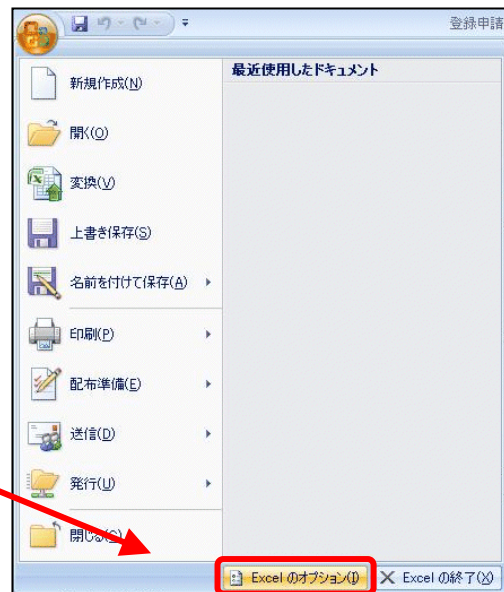 登録申請
最近使用したドキュメント
新規作成(N)
開く(O)
変換(V)
上書き保存(S)
名前を付けて保存(A)
印刷(P)
配布準備(E)
送信(D)
発行(U)
閉じる(C)
Excel のオプション(I)
Excel の終了(X)